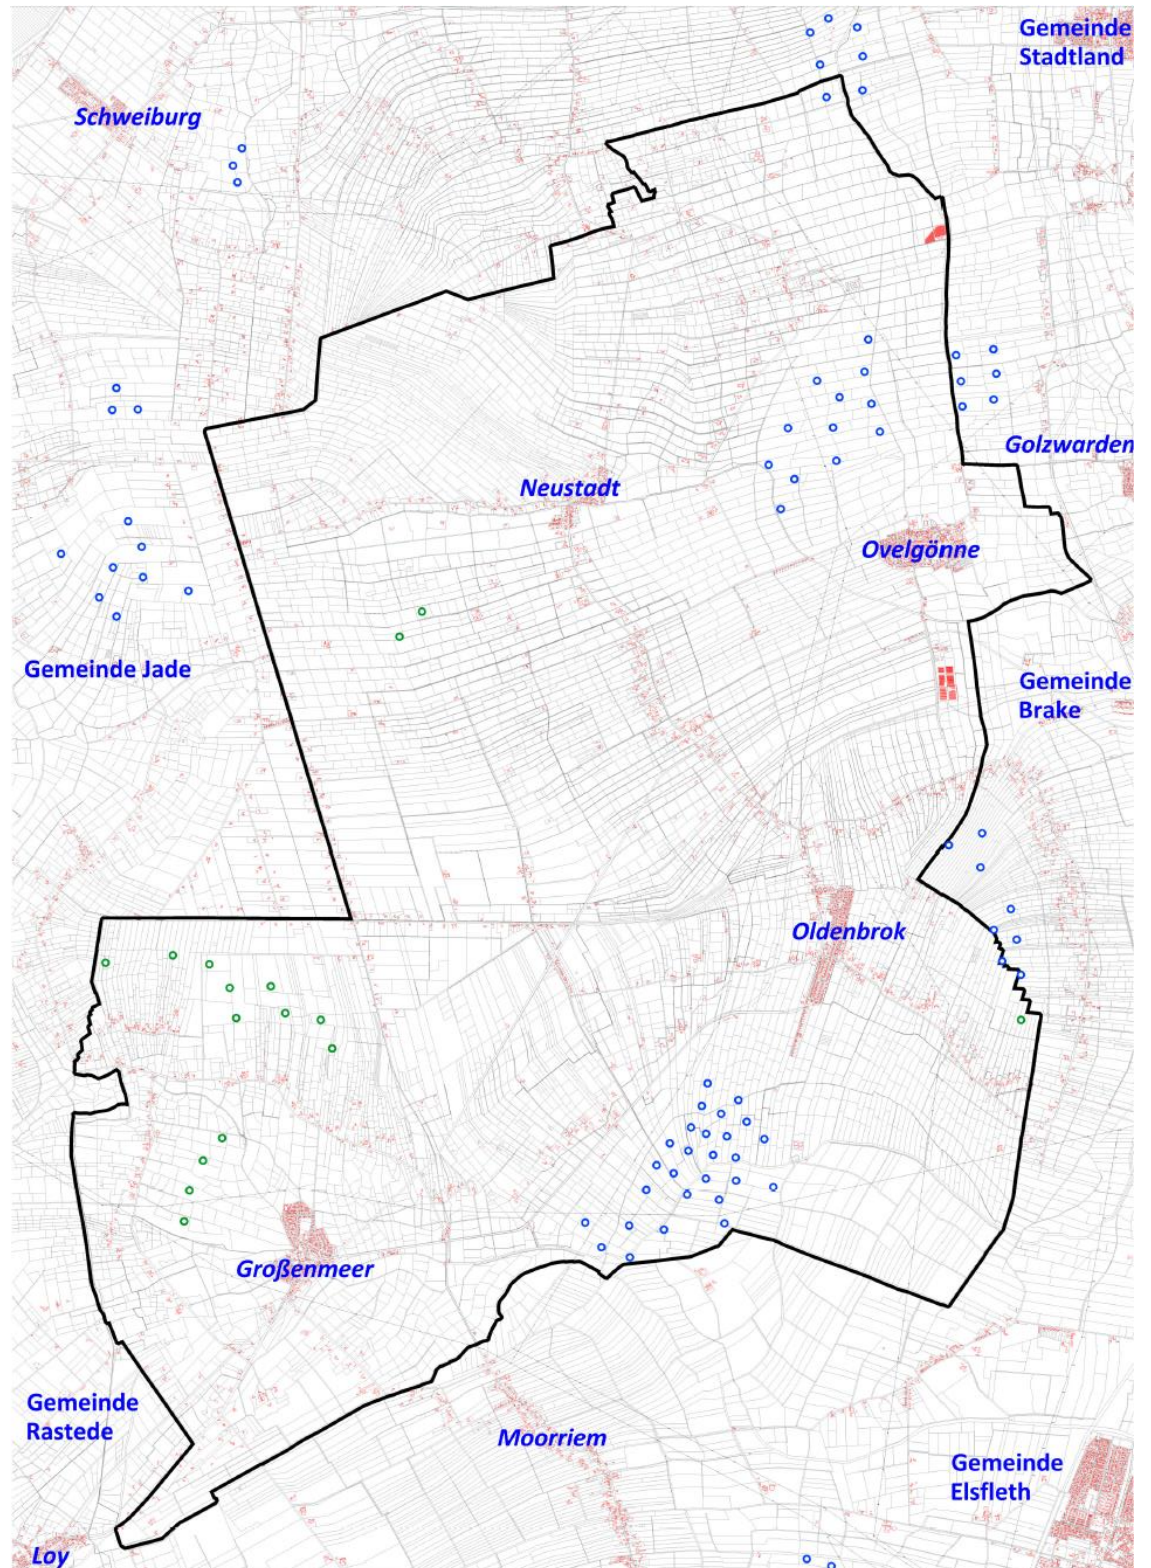 Gemeinde
Stadtland
Schweiburg
Golzwarden
Neustadt
Ovelgönne
Gemeinde Jade
Gemeinde
Brake
Oldenbrok
Großenmeer
Gemeinde
Rastede
Moorriem
Gemeinde
Elsfleth
Loy